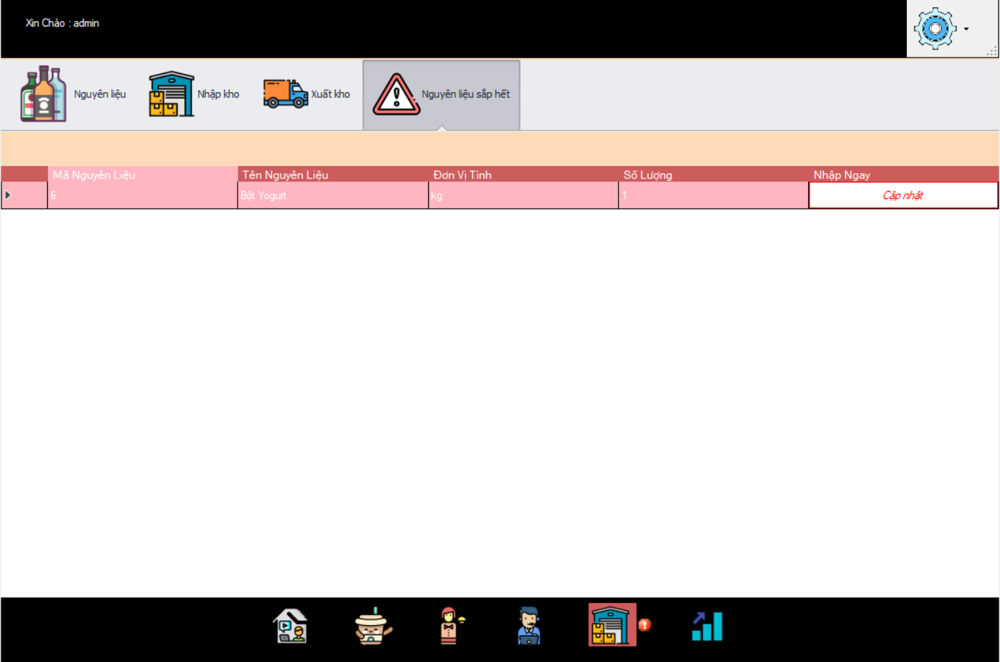 Xin Chào : admin
Nguyên liệu Nhập kho Xuất kho Nguyên liệu sắp hết
Mã Nguyên Liệu Tên Nguyên Liệu Đơn Vị Tính Số Lượng Nhập Ngay
6 Bột Yogurt kg 1 Cập nhật